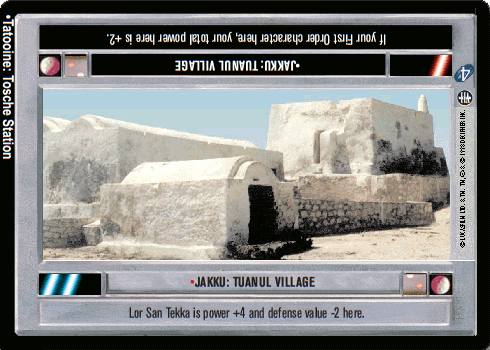 If your First Order character here, your total power here is +2.
•JAKKU: TUANUL VILLAGE
•Tatooine: Tosche Station
4
•JAKKU: TUANUL VILLAGE
Lor San Tekka is power +4 and defense value -2 here.